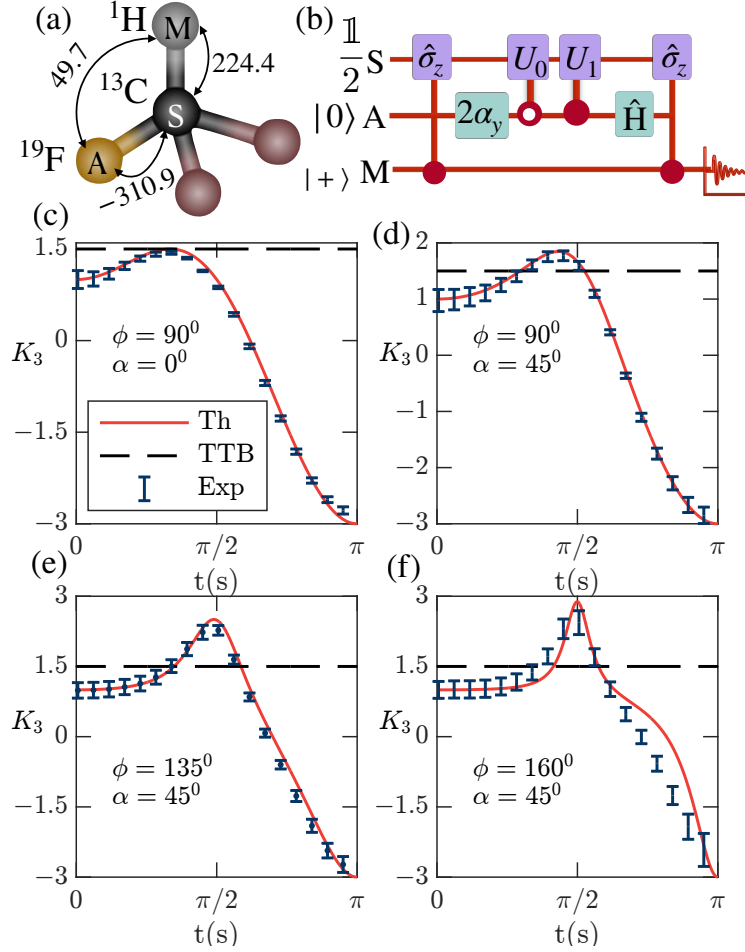 (a)
¹H
M
49.7
224.4
¹³C
S
¹⁹F
A
−310.9
(b)
𝟙/2 S
σ̂_z
U₀
U₁
σ̂_z
|0⟩ A
2α_y
Ĥ
|+⟩ M
(c)
1.5
0
−1.5
−3
K₃
ϕ = 90⁰
α = 0⁰
Th
TTB
Exp
0
π/2
π
t(s)
(d)
2
1
0
−1
−2
−3
K₃
ϕ = 90⁰
α = 45⁰
0
π/2
π
t(s)
(e)
3
1.5
0
−1.5
−3
K₃
ϕ = 135⁰
α = 45⁰
0
π/2
π
t(s)
(f)
3
1.5
0
−1.5
−3
K₃
ϕ = 160⁰
α = 45⁰
0
π/2
π
t(s)